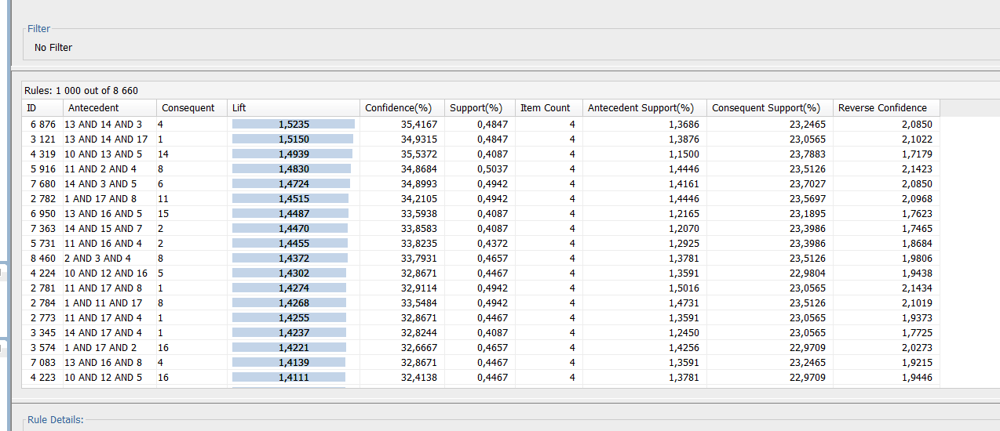 Filter
No Filter
Rules: 1 000 out of 8 660
ID Antecedent Consequent Lift Confidence(%) Support(%) Item Count Antecedent Support(%) Consequent Support(%) Reverse Confidence
6 876 13 AND 14 AND 3 4 1,5235 35,4167 0,4847 4 1,3686 23,2465 2,0850
3 121 13 AND 14 AND 17 1 1,5150 34,9315 0,4847 4 1,3876 23,0565 2,1022
4 319 10 AND 13 AND 5 14 1,4939 35,5372 0,4087 4 1,1500 23,7883 1,7179
5 916 11 AND 2 AND 4 8 1,4830 34,8684 0,5037 4 1,4446 23,5126 2,1423
7 680 14 AND 3 AND 5 6 1,4724 34,8993 0,4942 4 1,4161 23,7027 2,0850
2 782 1 AND 17 AND 8 11 1,4515 34,2105 0,4942 4 1,4446 23,5697 2,0968
6 950 13 AND 16 AND 5 15 1,4487 33,5938 0,4087 4 1,2165 23,1895 1,7623
7 363 14 AND 15 AND 7 2 1,4470 33,8583 0,4087 4 1,2070 23,3986 1,7465
5 731 11 AND 16 AND 4 2 1,4455 33,8235 0,4372 4 1,2925 23,3986 1,8684
8 460 2 AND 3 AND 4 8 1,4372 33,7931 0,4657 4 1,3781 23,5126 1,9806
4 224 10 AND 12 AND 16 5 1,4302 32,8671 0,4467 4 1,3591 22,9804 1,9438
2 781 11 AND 17 AND 8 1 1,4274 32,9114 0,4942 4 1,5016 23,0565 2,1434
2 784 1 AND 11 AND 17 8 1,4268 33,5484 0,4942 4 1,4731 23,5126 2,1019
2 773 11 AND 17 AND 4 1 1,4255 32,8671 0,4467 4 1,3591 23,0565 1,9373
3 345 14 AND 17 AND 4 1 1,4237 32,8244 0,4087 4 1,2450 23,0565 1,7725
3 574 1 AND 17 AND 2 16 1,4221 32,6667 0,4657 4 1,4256 22,9709 2,0273
7 083 13 AND 16 AND 8 4 1,4139 32,8671 0,4467 4 1,3591 23,2465 1,9215
4 223 10 AND 12 AND 5 16 1,4111 32,4138 0,4467 4 1,3781 22,9709 1,9446
Rule Details: